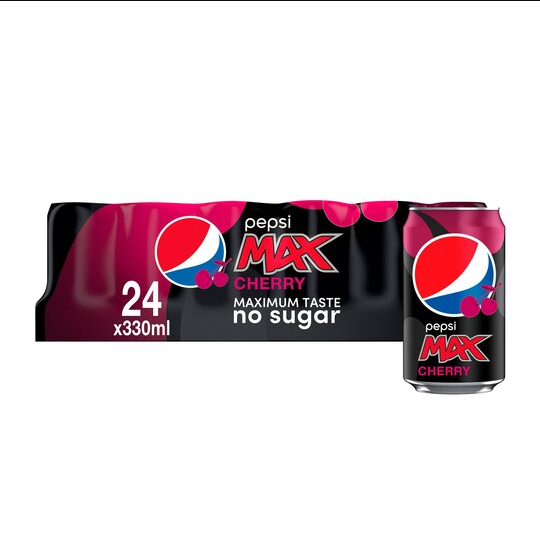 pepsi
MAX
CHERRY
MAXIMUM TASTE
no sugar
24
x330ml
pepsi
MAX
CHERRY